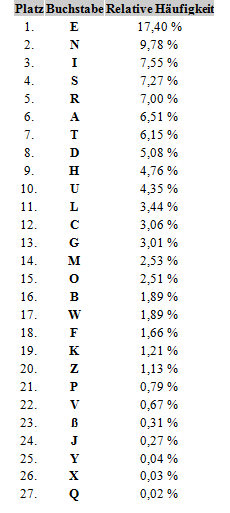 Platz Buchstabe Relative Häufigkeit
1. E 17,40 %
2. N 9,78 %
3. I 7,55 %
4. S 7,27 %
5. R 7,00 %
6. A 6,51 %
7. T 6,15 %
8. D 5,08 %
9. H 4,76 %
10. U 4,35 %
11. L 3,44 %
12. C 3,06 %
13. G 3,01 %
14. M 2,53 %
15. O 2,51 %
16. B 1,89 %
17. W 1,89 %
18. F 1,66 %
19. K 1,21 %
20. Z 1,13 %
21. P 0,79 %
22. V 0,67 %
23. ß 0,31 %
24. J 0,27 %
25. Y 0,04 %
26. X 0,03 %
27. Q 0,02 %